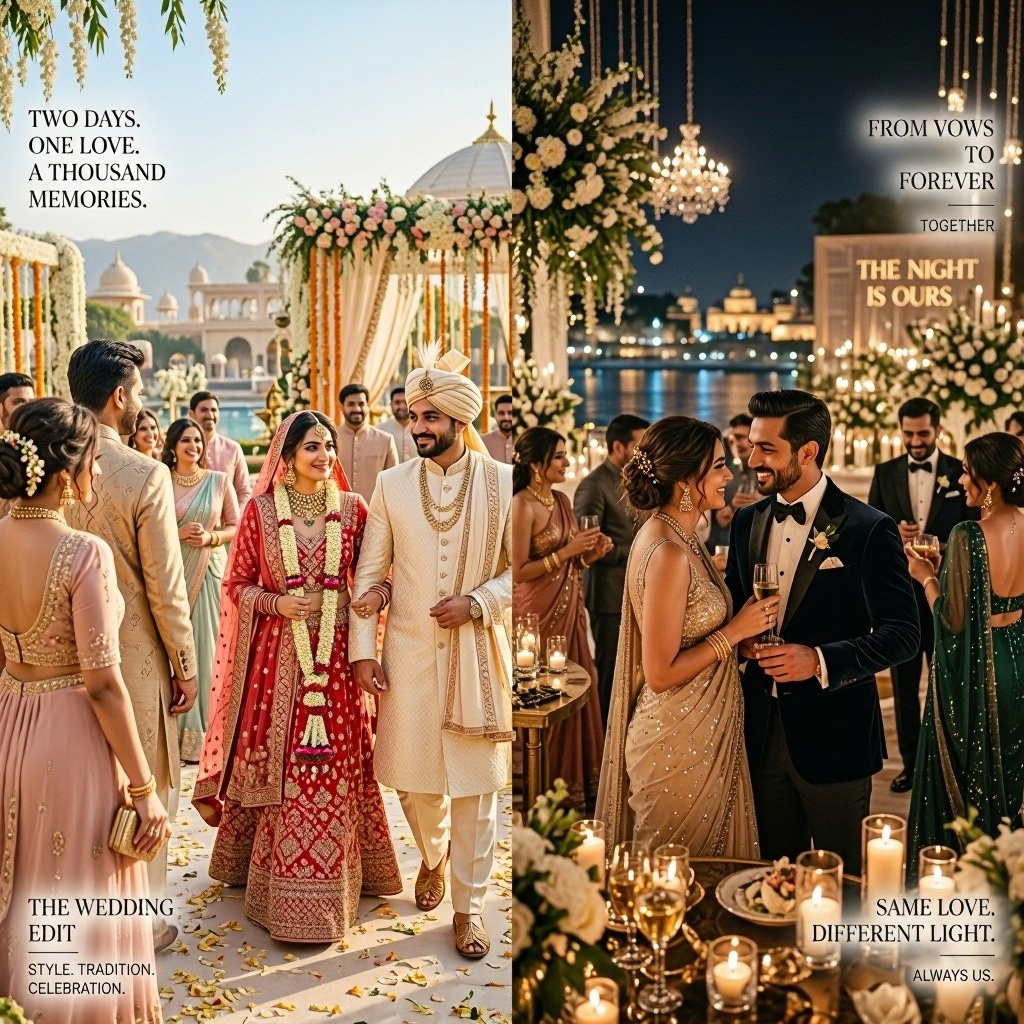 TWO DAYS.
ONE LOVE.
A THOUSAND
MEMORIES.
THE WEDDING
EDIT
STYLE. TRADITION.
CELEBRATION.
FROM VOWS
TO
FOREVER
TOGETHER
THE NIGHT
IS OURS
SAME LOVE.
DIFFERENT LIGHT.
ALWAYS US.